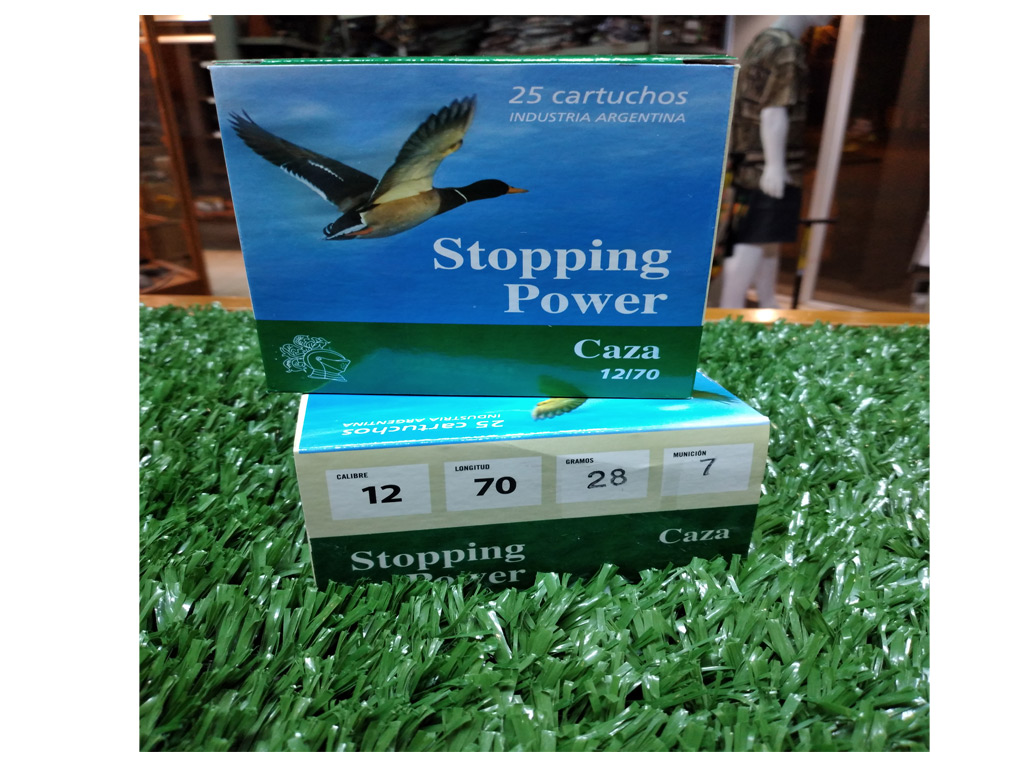 25 cartuchos
INDUSTRIA ARGENTINA
Stopping
Power
Caza
12/70
25 cartuchos
INDUSTRIA ARGENTINA
CALIBRE
12
LONGITUD
70
GRAMOS
28
MUNICIÓN
7
Stopping
Power
Caza